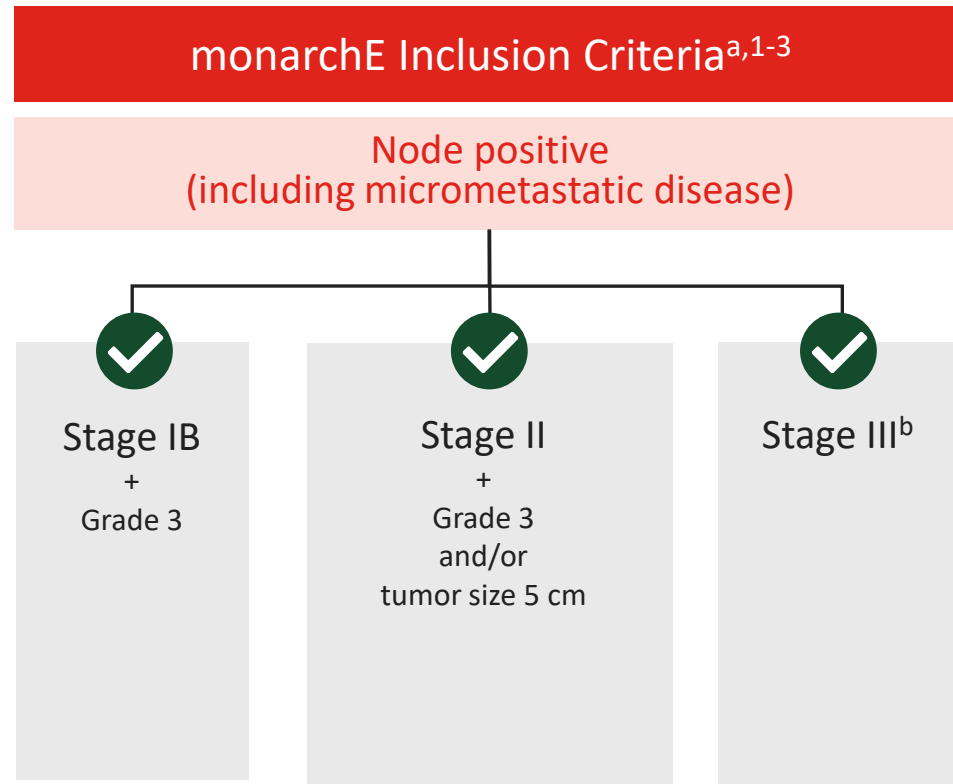 monarchE Inclusion Criteriaa,1-3
Node positive
(including micrometastatic disease)
Stage IB
+
Grade 3
Stage II
+
Grade 3
and/or
tumor size 5 cm
Stage IIIb